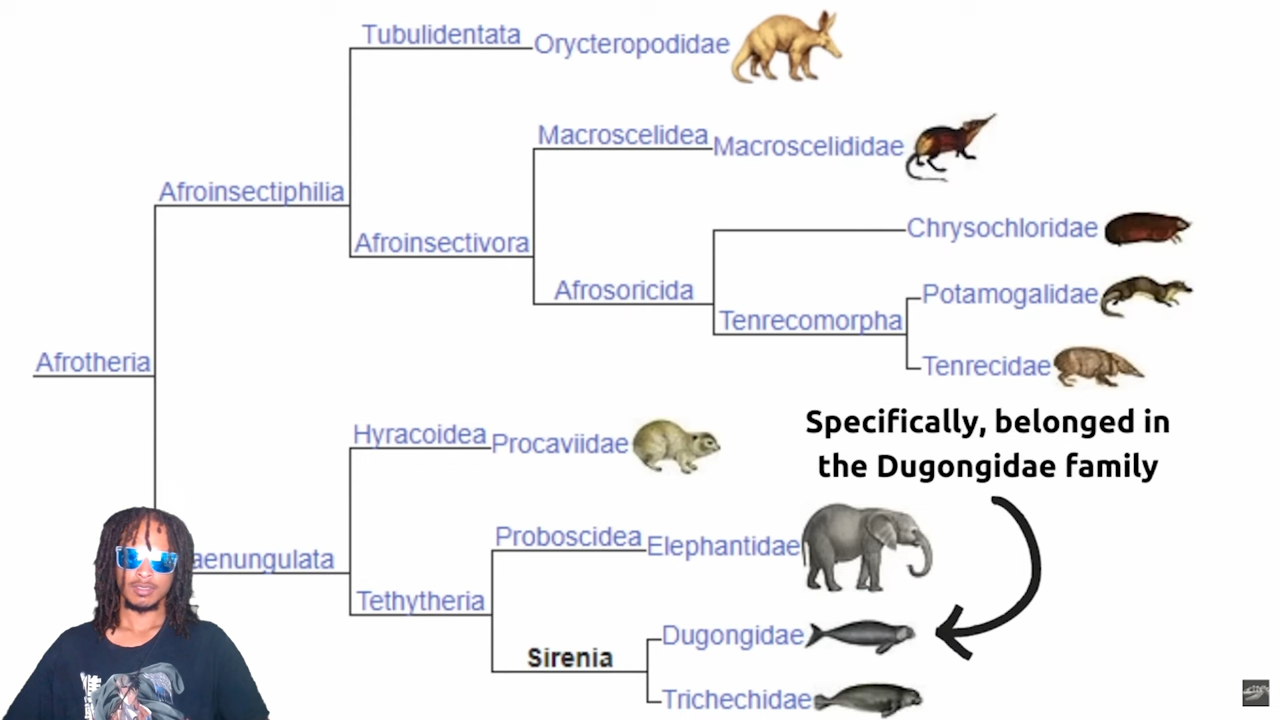 Tubulidentata
Orycteropodidae
Macroscelidea
Macroscelididae
Afroinsectiphilia
Chrysochloridae
Afroinsectivora
Afrosoricida
Potamogalidae
Tenrecomorpha
Afrotheria
Tenrecidae
Specifically, belonged in
the Dugongidae family
Hyracoidea
Procaviidae
Proboscidea
Elephantidae
aenungulata
Tethytheria
Dugongidae
Sirenia
Trichechidae